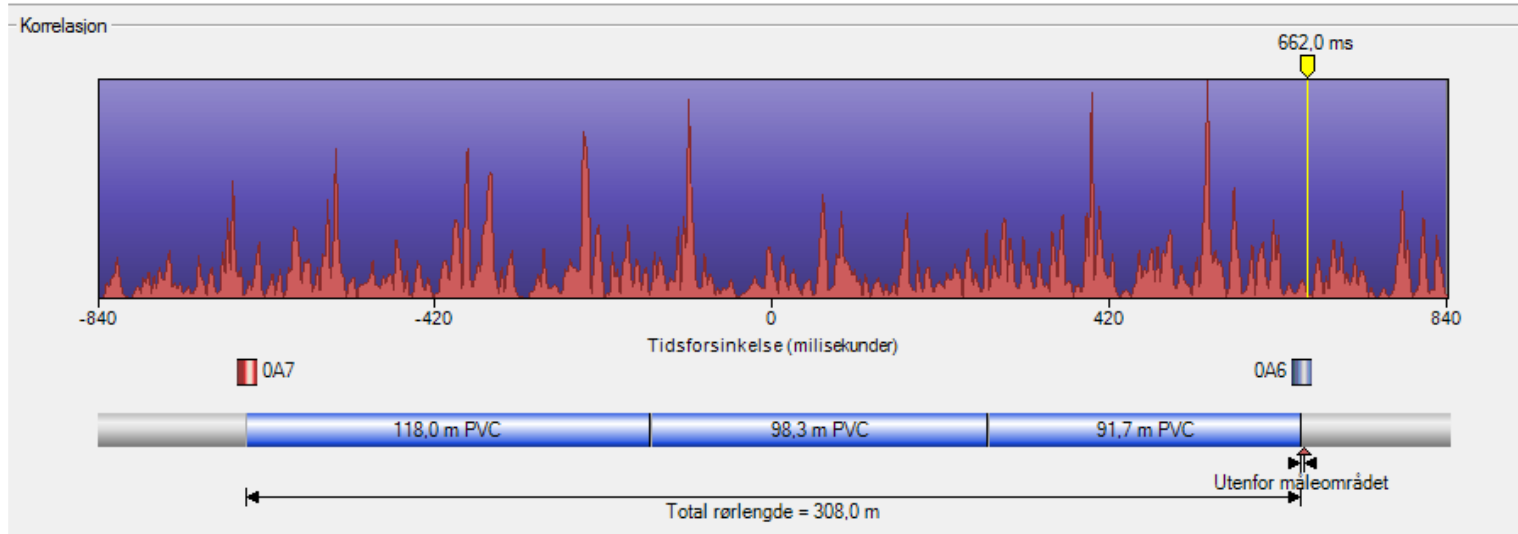 Korrelasjon
662,0 ms
-840 -420 0 420 840
Tidsforsinkelse (milisekunder)
0A7 0A6
118,0 m PVC 98,3 m PVC 91,7 m PVC
Utenfor måleområdet
Total rørlengde = 308,0 m